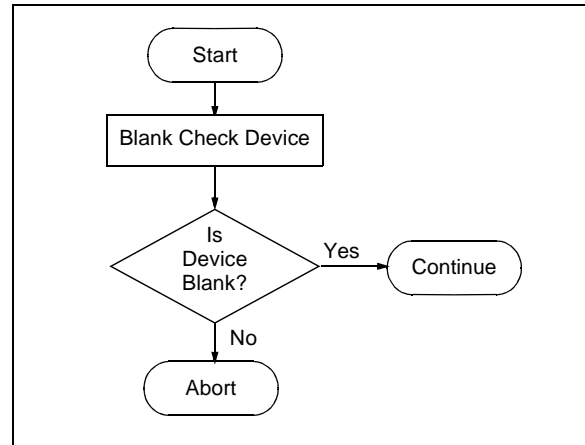 Start
Blank Check Device
Is
Device
Blank?
Yes
Continue
No
Abort